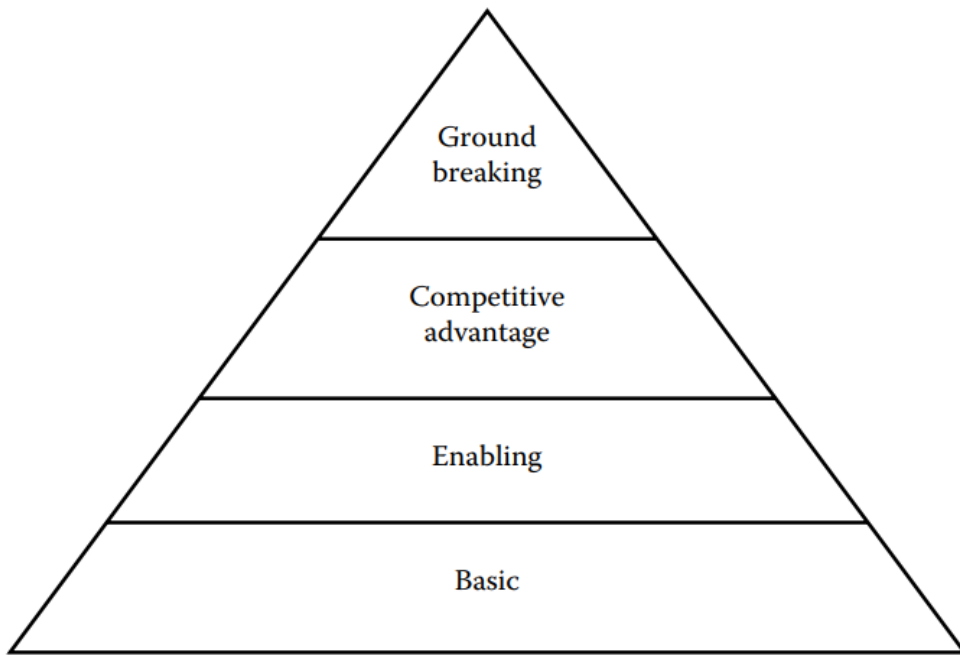 Ground
breaking
Competitive
advantage
Enabling
Basic